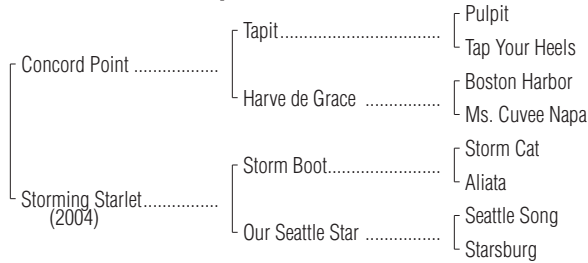 Pulpit
Tapit
Tap Your Heels
Concord Point
Boston Harbor
Harve de Grace
Ms. Cuvee Napa
Storm Cat
Storm Boot
Aliata
Storming Starlet
(2004)
Seattle Song
Our Seattle Star
Starsburg